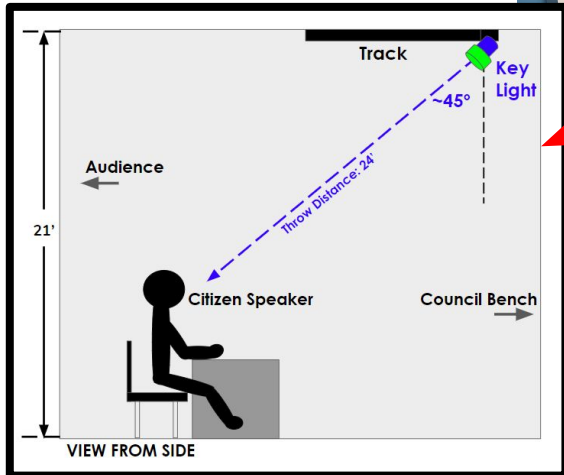 Track
Key
Light
~45°
Audience
Throw Distance: 24'
21'
Citizen Speaker
Council Bench
VIEW FROM SIDE